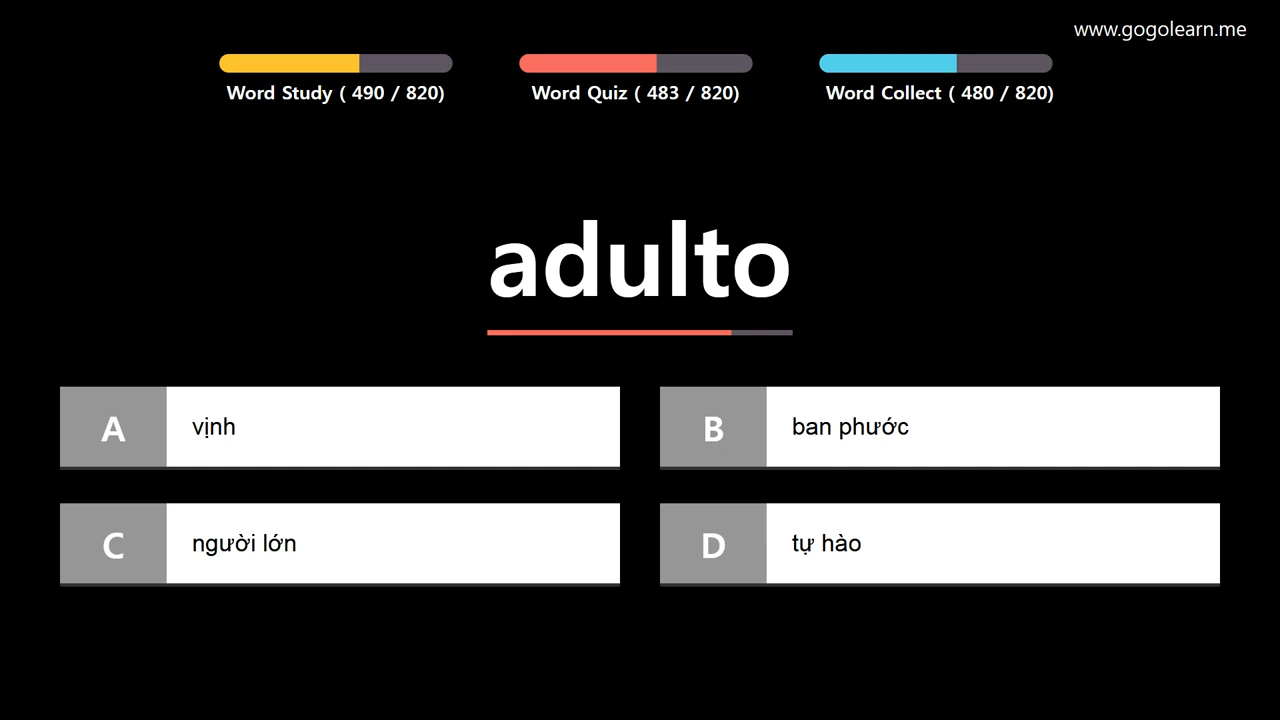 www.gogolearn.me
Word Study ( 490 / 820)
Word Quiz ( 483 / 820)
Word Collect ( 480 / 820)
adulto
A
vịnh
B
ban phước
C
người lớn
D
tự hào